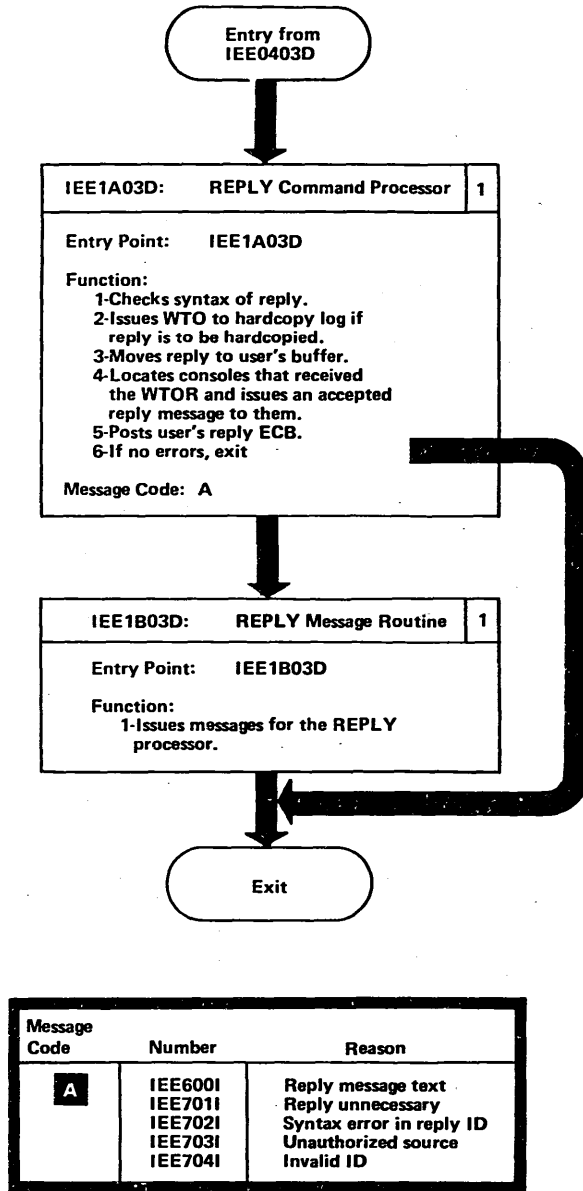 Entry from
IEE0403D
IEE1A03D: REPLY Command Processor 1
Entry Point: IEE1A03D
Function:
1-Checks syntax of reply.
2-Issues WTO to hardcopy log if
reply is to be hardcopied.
3-Moves reply to user's buffer.
4-Locates consoles that received
the WTOR and issues an accepted
reply message to them.
5-Posts user's reply ECB.
6-If no errors, exit
Message Code: A
IEE1B03D: REPLY Message Routine 1
Entry Point: IEE1B03D
Function:
1-Issues messages for the REPLY
processor.
Exit
Message
Code Number Reason
A IEE600I Reply message text
IEE701I Reply unnecessary
IEE702I Syntax error in reply ID
IEE703I Unauthorized source
IEE704I Invalid ID